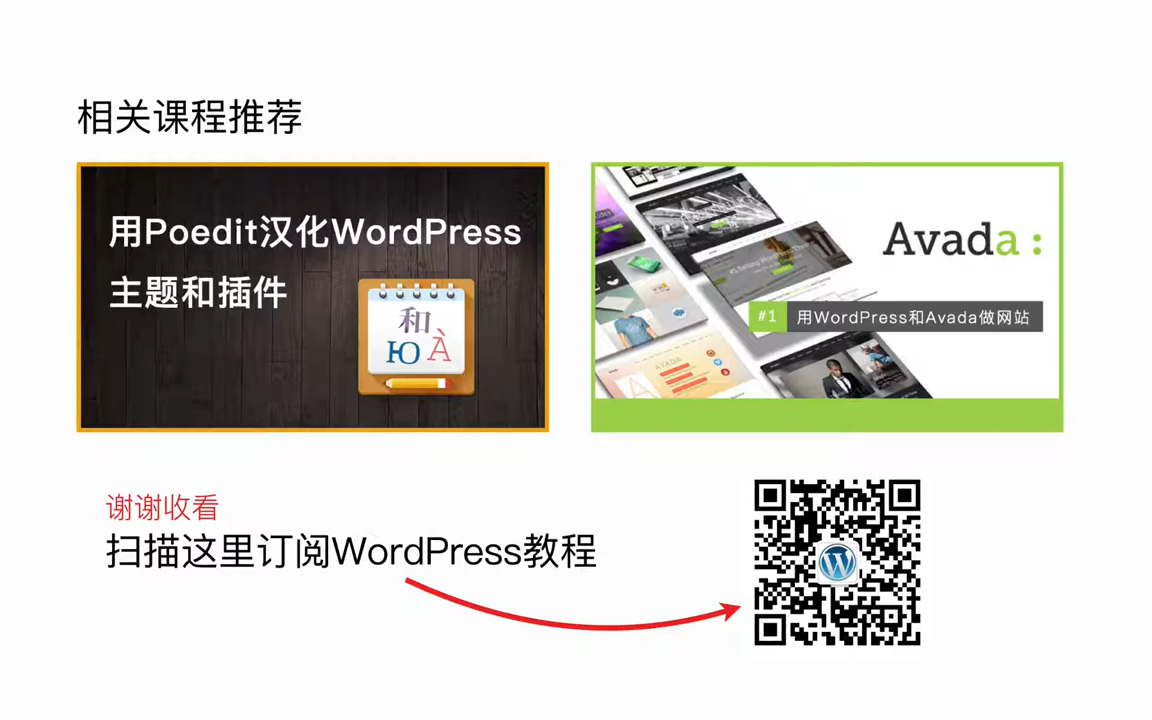 相关课程推荐
用Poedit汉化WordPress
主题和插件
和
Ю À
Avada:
#1 用WordPress和Avada做网站
谢谢收看
扫描这里订阅WordPress教程